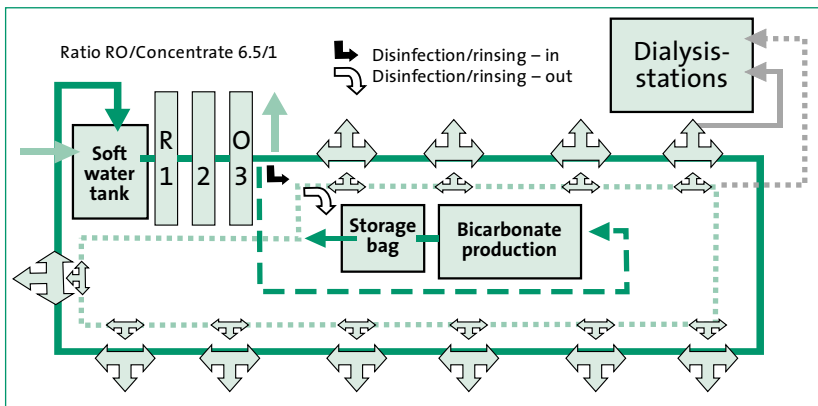 Ratio RO/Concentrate 6.5/1
Disinfection/rinsing – in
Disinfection/rinsing – out
Dialysis-
stations
Soft
water
tank
R
1
2
O
3
Storage
bag
Bicarbonate
production